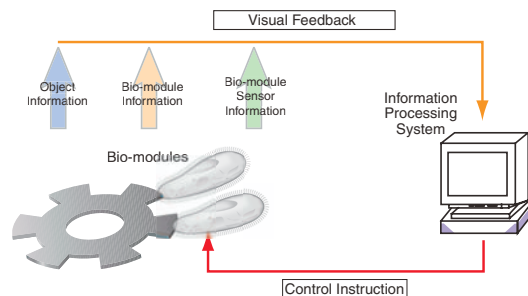 Visual Feedback
Object
Information
Bio-module
Information
Bio-module
Sensor
Information
Information
Processing
System
Bio-modules
Control Instruction